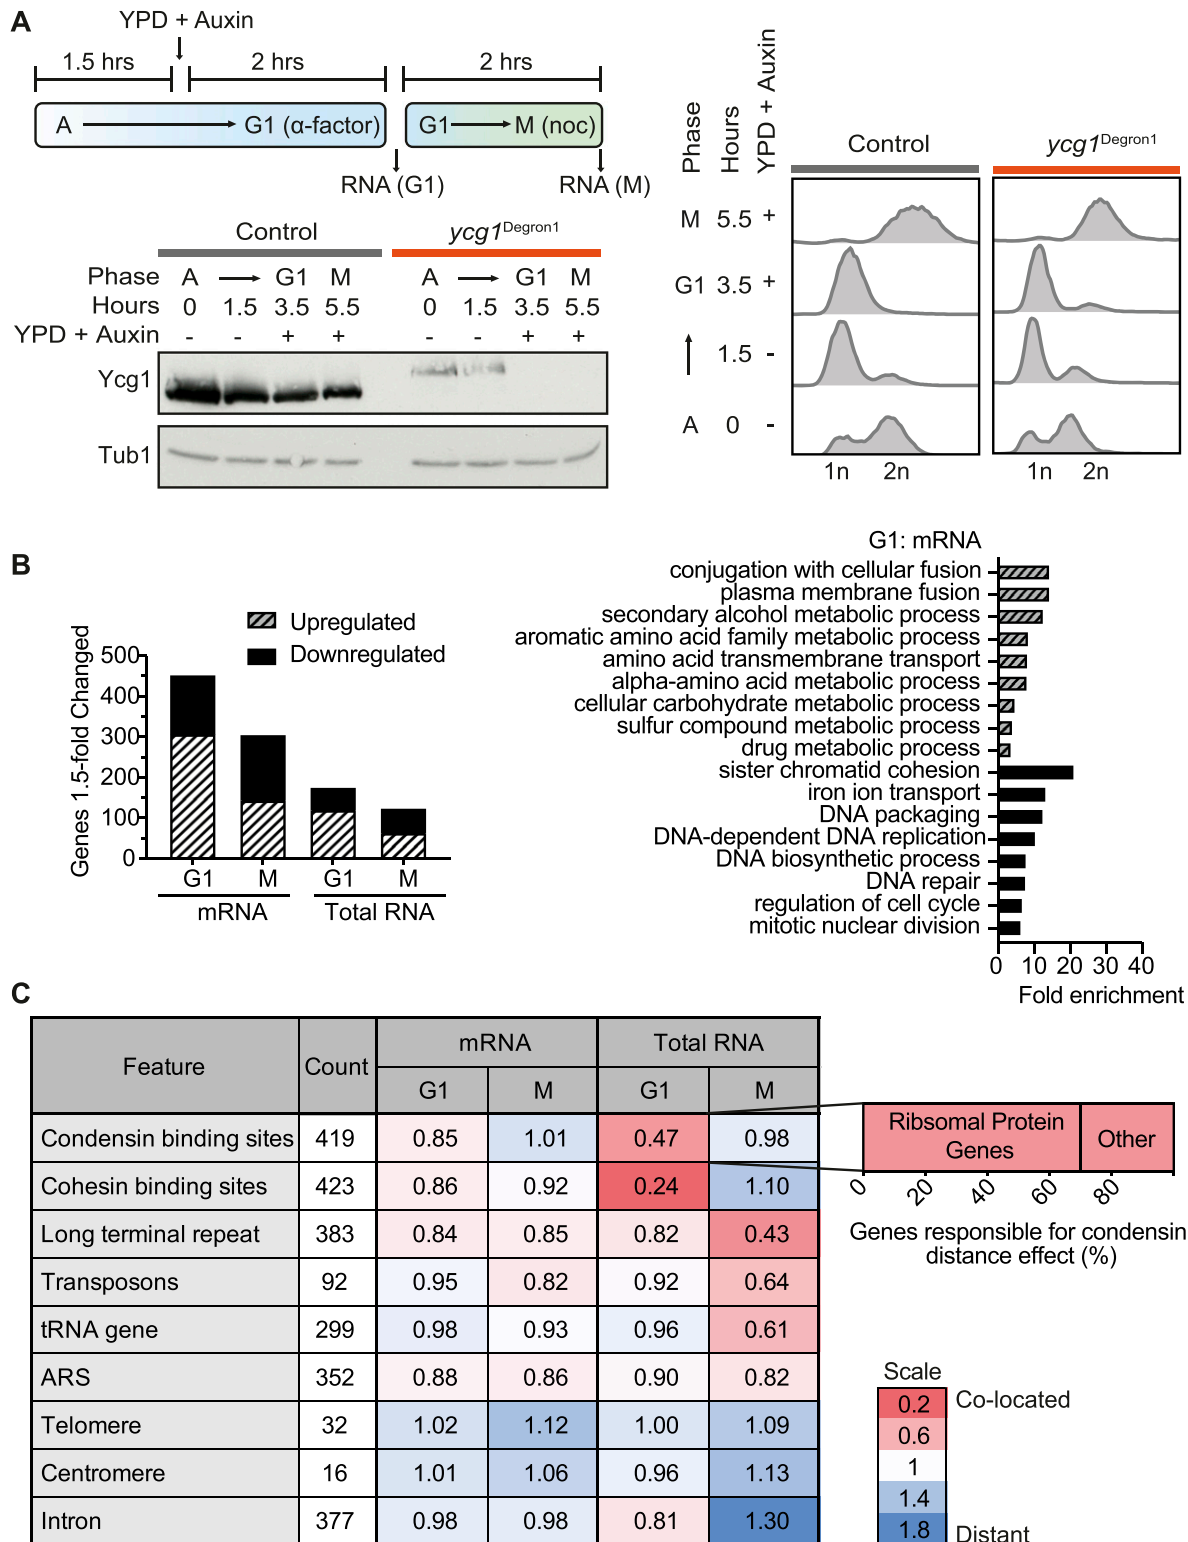 A
YPD + Auxin
1.5 hrs
2 hrs
2 hrs
A
G1 (α-factor)
G1
M (noc)
RNA (G1)
RNA (M)
Control
ycg1Degron1
Phase A G1 M A G1 M
Hours 0 1.5 3.5 5.5 0 1.5 3.5 5.5
YPD + Auxin - - + + - - + +
Ycg1
Tub1
Phase
Hours
YPD + Auxin
Control
ycg1Degron1
M 5.5 +
G1 3.5 +
1.5 -
A 0 -
1n 2n 1n 2n
B
Upregulated
Downregulated
Genes 1.5-fold Changed
500
400
300
200
100
0
G1 M G1 M
mRNA Total RNA
G1: mRNA
conjugation with cellular fusion
plasma membrane fusion
secondary alcohol metabolic process
aromatic amino acid family metabolic process
amino acid transmembrane transport
alpha-amino acid metabolic process
cellular carbohydrate metabolic process
sulfur compound metabolic process
drug metabolic process
sister chromatid cohesion
iron ion transport
DNA packaging
DNA-dependent DNA replication
DNA biosynthetic process
DNA repair
regulation of cell cycle
mitotic nuclear division
0 10 20 30 40
Fold enrichment
C
Feature Count mRNA Total RNA
G1 M G1 M
Condensin binding sites 419 0.85 1.01 0.47 0.98
Cohesin binding sites 423 0.86 0.92 0.24 1.10
Long terminal repeat 383 0.84 0.85 0.82 0.43
Transposons 92 0.95 0.82 0.92 0.64
tRNA gene 299 0.98 0.93 0.96 0.61
ARS 352 0.88 0.86 0.90 0.82
Telomere 32 1.02 1.12 1.00 1.09
Centromere 16 1.01 1.06 0.96 1.13
Intron 377 0.98 0.98 0.81 1.30
Ribsomal Protein
Genes
Other
0 20 40 60 80
Genes responsible for condensin
distance effect (%)
Scale
0.2 Co-located
0.6
1
1.4
1.8 Distant